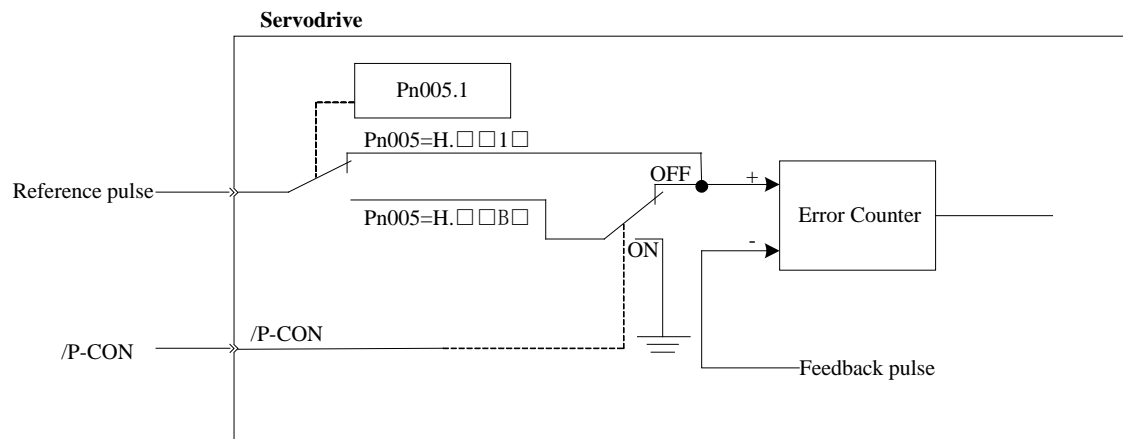 Servodrive
Pn005.1
Pn005=H.□□1□
Reference pulse
OFF
+
Error Counter
Pn005=H.□□B□
ON
-
/P-CON
/P-CON
Feedback pulse